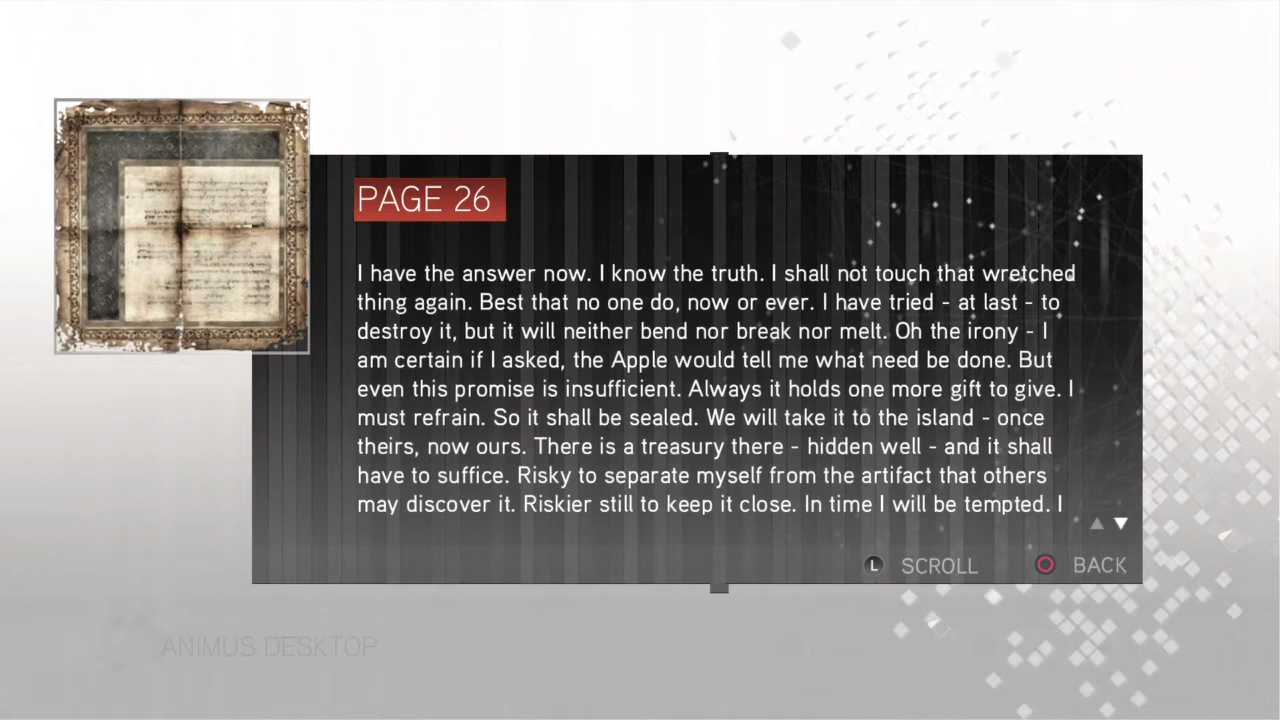 PAGE 26
I have the answer now. I know the truth. I shall not touch that wretched
thing again. Best that no one do, now or ever. I have tried - at last - to
destroy it, but it will neither bend nor break nor melt. Oh the irony - I
am certain if I asked, the Apple would tell me what need be done. But
even this promise is insufficient. Always it holds one more gift to give. I
must refrain. So it shall be sealed. We will take it to the island - once
theirs, now ours. There is a treasury there - hidden well - and it shall
have to suffice. Risky to separate myself from the artifact that others
may discover it. Riskier still to keep it close. In time I will be tempted. I
L SCROLL
BACK
ANIMUS DESKTOP